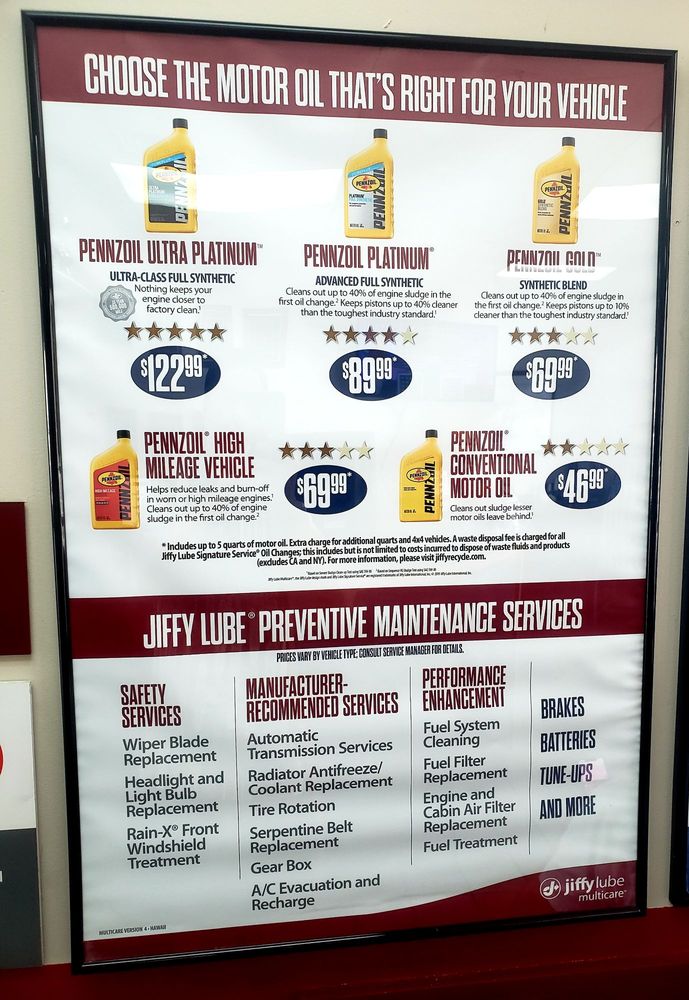 CHOOSE THE MOTOR OIL THAT'S RIGHT FOR YOUR VEHICLE
PENNZOIL
PENNZOIL
PENNZOIL
PENNZOIL ULTRA PLATINUM™
ULTRA-CLASS FULL SYNTHETIC
Nothing keeps your
engine closer to
factory clean.¹
$122⁹⁹*
PENNZOIL PLATINUM®
ADVANCED FULL SYNTHETIC
Cleans out up to 40% of engine sludge in the
first oil change.² Keeps pistons up to 40% cleaner
than the toughest industry standard.¹
$89⁹⁹*
PENNZOIL GOLD™
SYNTHETIC BLEND
Cleans out up to 40% of engine sludge in
the first oil change.² Keeps pistons up to 10%
cleaner than the toughest industry standard.¹
$69⁹⁹*
PENNZOIL
PENNZOIL® HIGH
MILEAGE VEHICLE
Helps reduce leaks and burn-off
in worn or high mileage engines.¹
Cleans out up to 40% of engine
sludge in the first oil change.²
$69⁹⁹*
PENNZOIL
PENNZOIL®
CONVENTIONAL
MOTOR OIL
Cleans out sludge lesser
motor oils leave behind.¹
$46⁹⁹*
* Includes up to 5 quarts of motor oil. Extra charge for additional quarts and 4x4 vehicles. A waste disposal fee is charged for all
Jiffy Lube Signature Service® Oil Changes; this includes but is not limited to costs incurred to dispose of waste fluids and products
(excludes CA and NY). For more information, please visit jiffyrecycle.com.
JIFFY LUBE® PREVENTIVE MAINTENANCE SERVICES
PRICES VARY BY VEHICLE TYPE; CONSULT SERVICE MANAGER FOR DETAILS.
SAFETY
SERVICES
Wiper Blade
Replacement
Headlight and
Light Bulb
Replacement
Rain-X® Front
Windshield
Treatment
MANUFACTURER-
RECOMMENDED SERVICES
Automatic
Transmission Services
Radiator Antifreeze/
Coolant Replacement
Tire Rotation
Serpentine Belt
Replacement
Gear Box
A/C Evacuation and
Recharge
PERFORMANCE
ENHANCEMENT
Fuel System
Cleaning
Fuel Filter
Replacement
Engine and
Cabin Air Filter
Replacement
Fuel Treatment
BRAKES
BATTERIES
TUNE-UPS
AND MORE
jiffy lube
multicare™
MULTICARE VERSION 4 - HAWAII